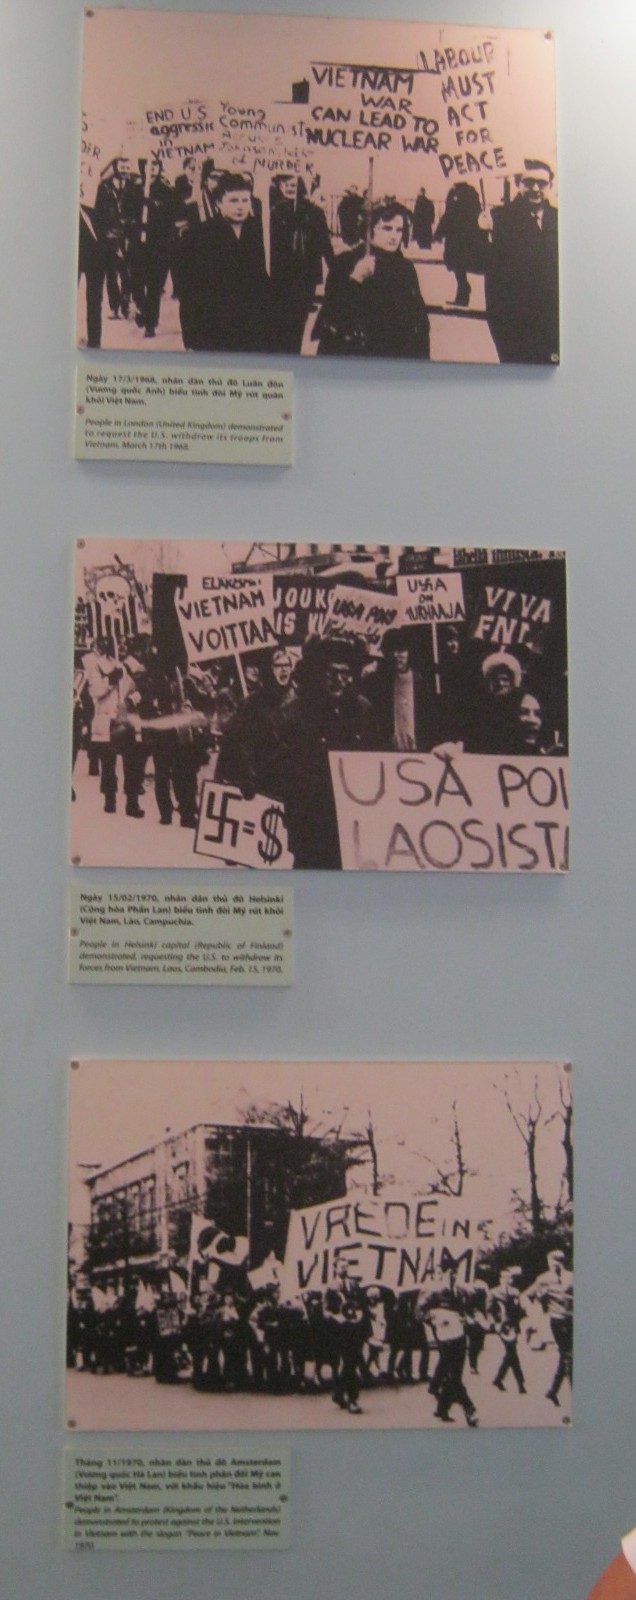 LABOUR
MUST
ACT
FOR
PEACE
VIETNAM
WAR
CAN LEAD TO
NUCLEAR WAR
END U S
aggressi
in
VIETNAM
Young
Communist
of MURDER
Ngày 17/3/1968, nhân dân thủ đô Luân đôn
(Vương quốc Anh) biểu tình đòi Mỹ rút quân
khỏi Việt Nam.
People in London (United Kingdom) demonstrated
to request the U.S. withdraw its troops from
Vietnam, March 17th 1968.
VIETNAM
VOITTAA
JOUK
USA POIS
USA
ON
MURHAAJA
VIVA
FNL
USA POI
LAOSIST
卐=$
Ngày 15/02/1970, nhân dân thủ đô Helsinki
(Cộng hòa Phần Lan) biểu tình đòi Mỹ rút khỏi
Việt Nam, Lào, Campuchia.
People in Helsinki capital (Republic of Finland)
demonstrated, requesting the U.S. to withdraw its
forces from Vietnam, Laos, Cambodia, Feb. 15, 1970.
VREDE IN
VIETNAM
Tháng 11/1970, nhân dân thủ đô Amsterdam
(Vương quốc Hà Lan) biểu tình phản đối Mỹ can
thiệp vào Việt Nam, với khẩu hiệu "Hòa bình ở
Việt Nam".
People in Amsterdam (Kingdom of the Netherlands)
demonstrated to protest against the U.S. intervention
in Vietnam with the slogan "Peace in Vietnam", Nov
1970.